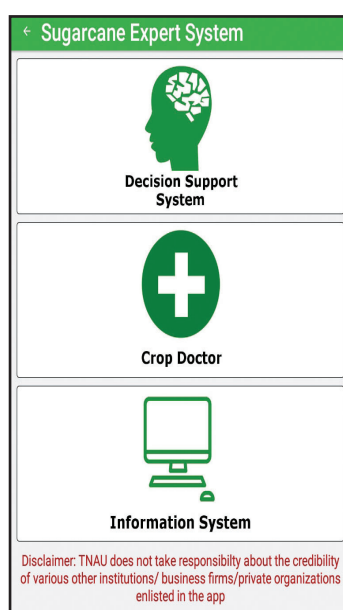 ← Sugarcane Expert System
Decision Support
System
Crop Doctor
Information System
Disclaimer: TNAU does not take responsibilty about the credibility
of various other institutions/ business firms/private organizations
enlisted in the app